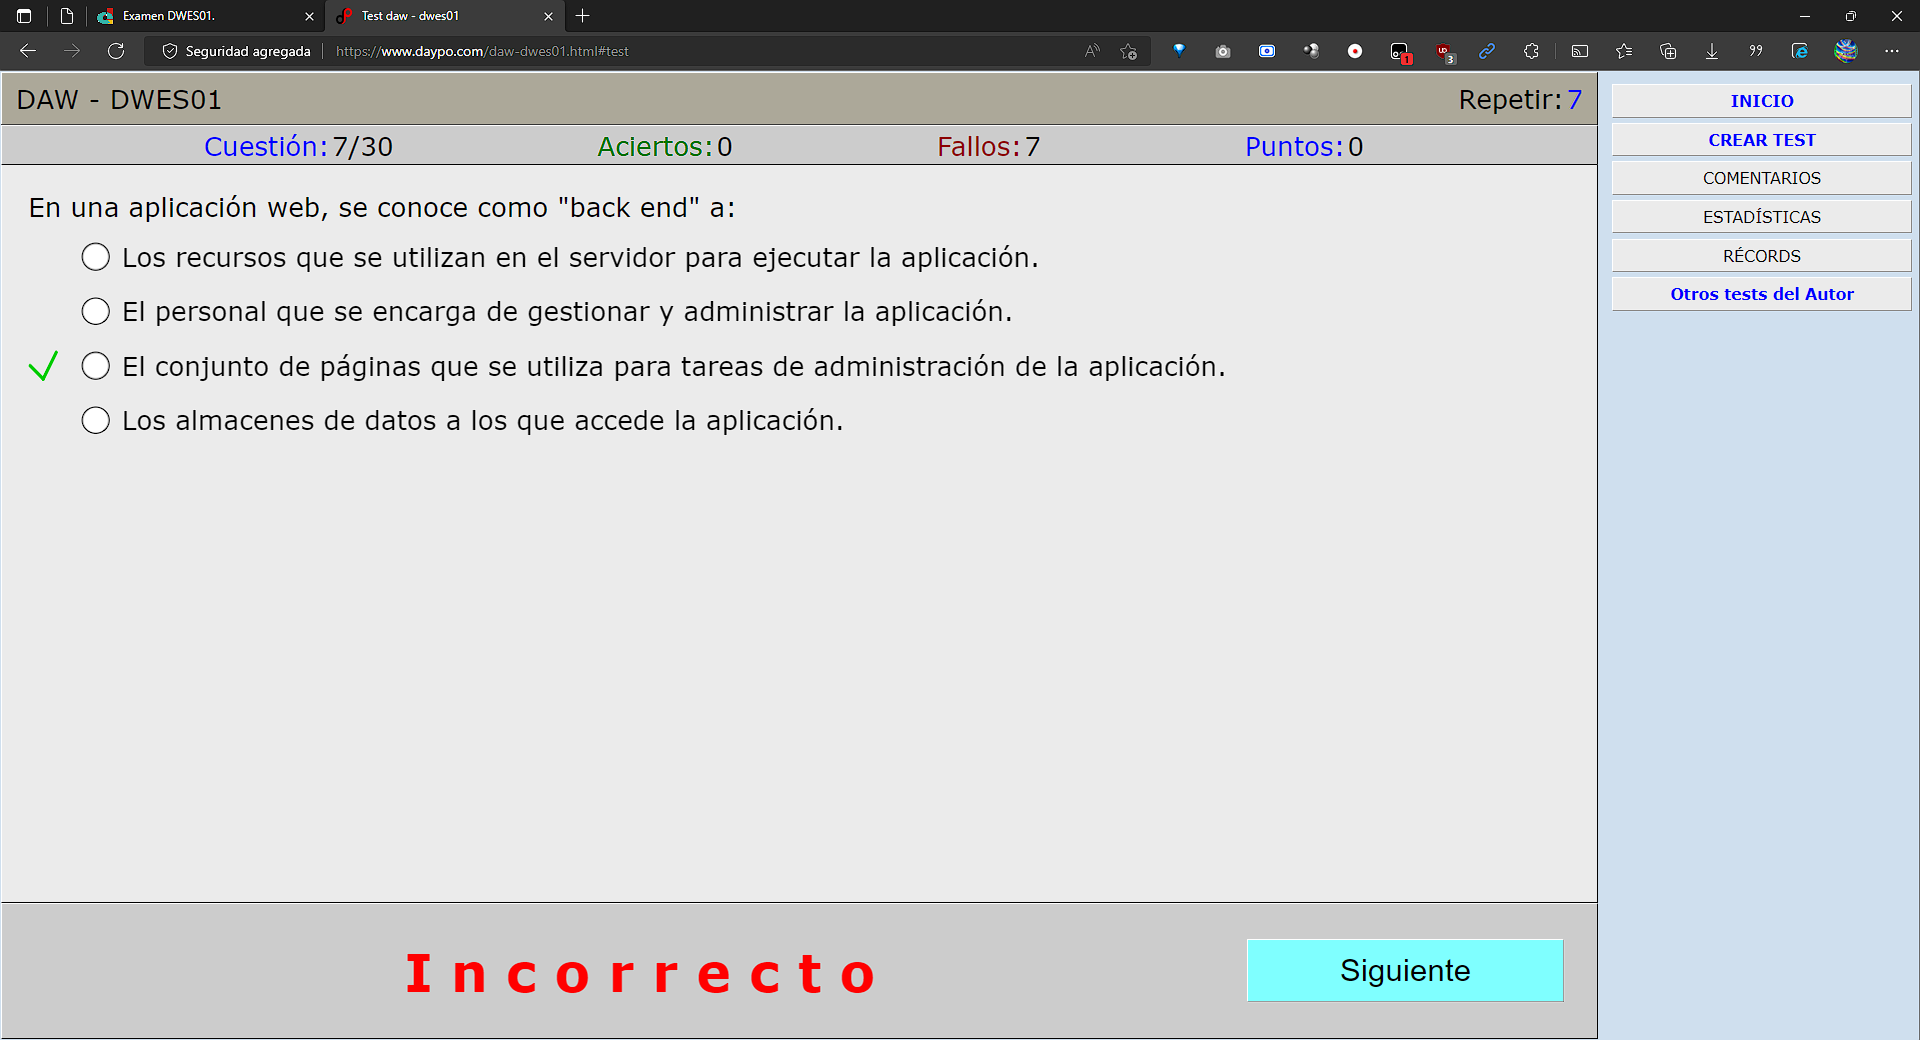 Examen DWES01.
Test daw - dwes01
Seguridad agregada
https://www.daypo.com/daw-dwes01.html#test
1
3
DAW - DWES01
Repetir: 7
Cuestión: 7/30
Aciertos: 0
Fallos: 7
Puntos: 0
En una aplicación web, se conoce como "back end" a:
Los recursos que se utilizan en el servidor para ejecutar la aplicación.
El personal que se encarga de gestionar y administrar la aplicación.
El conjunto de páginas que se utiliza para tareas de administración de la aplicación.
Los almacenes de datos a los que accede la aplicación.
Incorrecto
Siguiente
INICIO
CREAR TEST
COMENTARIOS
ESTADÍSTICAS
RÉCORDS
Otros tests del Autor